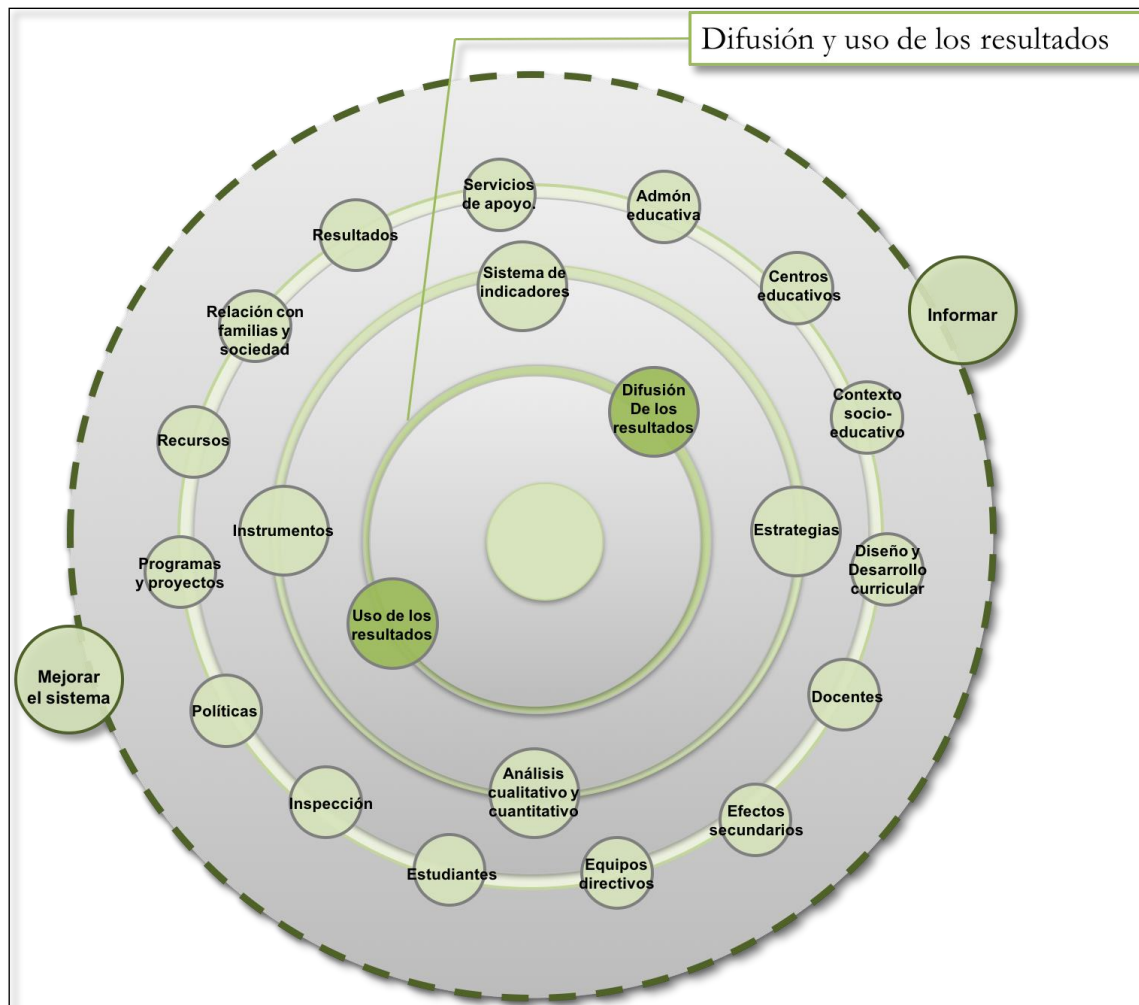 Difusión y uso de los resultados
Servicios
de apoyo.
Admón
educativa
Resultados
Sistema de
indicadores
Centros
educativos
Relación con
familias y
sociedad
Informar
Difusión
De los
resultados
Contexto
socio-
educativo
Recursos
Instrumentos
Estrategias
Programas
y proyectos
Diseño y
Desarrollo
curricular
Uso de los
resultados
Mejorar
el sistema
Políticas
Docentes
Inspección
Análisis
cualitativo y
cuantitativo
Efectos
secundarios
Estudiantes
Equipos
directivos